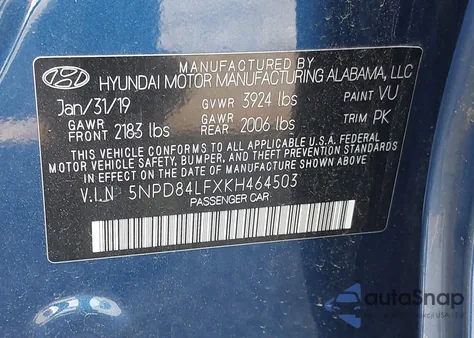 MANUFACTURED BY
HYUNDAI MOTOR MANUFACTURING ALABAMA, LLC
Jan/31/19 GVWR 3924 lbs PAINT VU
GAWR FRONT 2183 lbs GAWR REAR 2006 lbs TRIM PK
THIS VEHICLE CONFORMS TO ALL APPLICABLE U.S. FEDERAL
MOTOR VEHICLE SAFETY, BUMPER, AND THEFT PREVENTION STANDARDS
IN EFFECT ON THE DATE OF MANUFACTURE SHOWN ABOVE.
V.I.N 5NPD84LFXKH464503
PASSENGER CAR
autoSnap